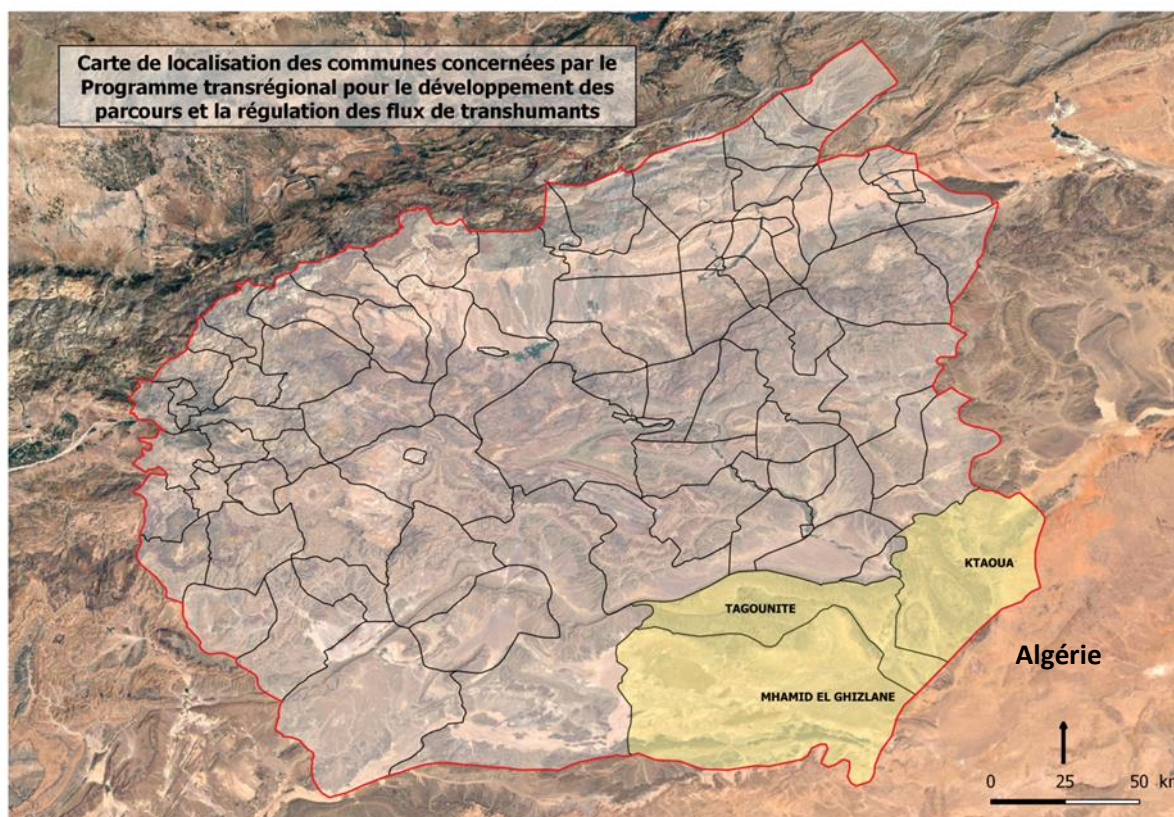 Carte de localisation des communes concernées par le
Programme transrégional pour le développement des
parcours et la régulation des flux de transhumants
KTAOUA
TAGOUNITE
Algérie
MHAMID EL GHIZLANE
0 25 50 km